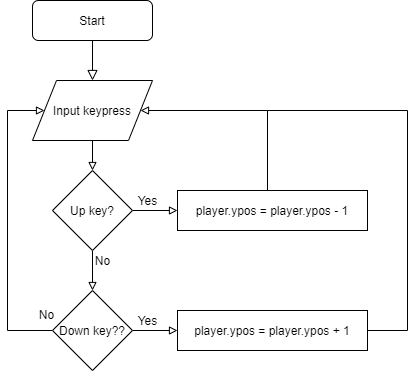 Start
Input keypress
Up key?
Yes
player.ypos = player.ypos - 1
No
Down key??
No
Yes
player.ypos = player.ypos + 1